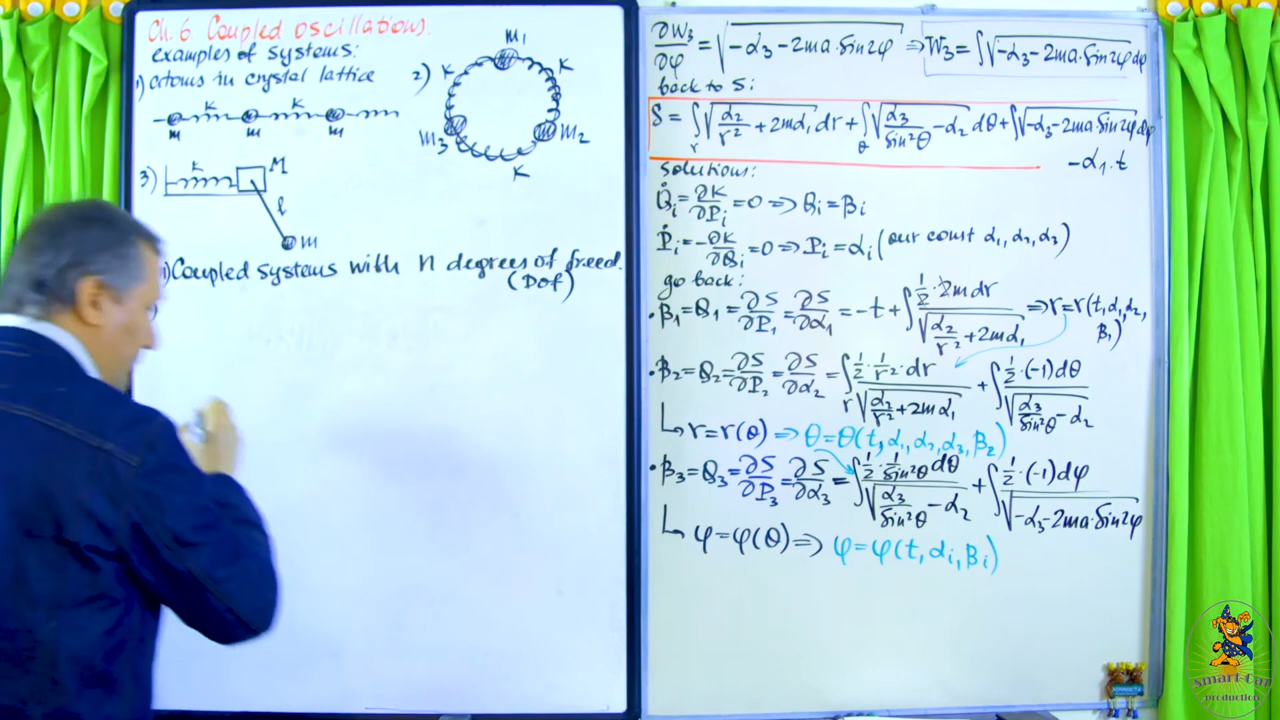 Ch. 6 Coupled oscillations.
examples of systems:
1) atoms in crystal lattice
k k
m m m
2)
m₁
k k
m₃ m₂
k
3)
k M
ℓ
m
1) Coupled systems with n degrees of freed.
(DoF)
∂W₃/∂φ = √(-α₃ - 2ma·sin2φ) ⇒ W₃ = ∫√(-α₃ - 2ma·sin2φ) dφ
back to S:
S = ∫_r √(α₂/r² + 2mα₁) dr + ∫_θ √(α₃/sin²θ - α₂) dθ + ∫√(-α₃ - 2ma·sin2φ) dφ
- α₁·t
solutions:
Q̇ᵢ = ∂K/∂Pᵢ = 0 ⇒ Qᵢ = βᵢ
Ṗᵢ = -∂K/∂Qᵢ = 0 ⇒ Pᵢ = αᵢ (our const α₁, α₂, α₃)
go back:
• β₁ = Q₁ = ∂S/∂P₁ = ∂S/∂α₁ = -t + ∫ (½·2m dr)/√(α₂/r² + 2mα₁) ⇒ r = r(t, α₁, α₂, β₁)
• β₂ = Q₂ = ∂S/∂P₂ = ∂S/∂α₂ = ∫_r (½·1/r²·dr)/√(α₂/r² + 2mα₁) + ∫ (½·(-1)dθ)/√(α₃/sin²θ - α₂)
↳ r = r(θ) ⇒ θ = θ(t, α₁, α₂, α₃, β₂)
• β₃ = Q₃ = ∂S/∂P₃ = ∂S/∂α₃ = ∫ (½·1/sin²θ dθ)/√(α₃/sin²θ - α₂) + ∫ (½·(-1)dφ)/√(-α₃ - 2ma·sin2φ)
↳ φ = φ(θ) ⇒ φ = φ(t, αᵢ, βᵢ)
Smart Cat
production